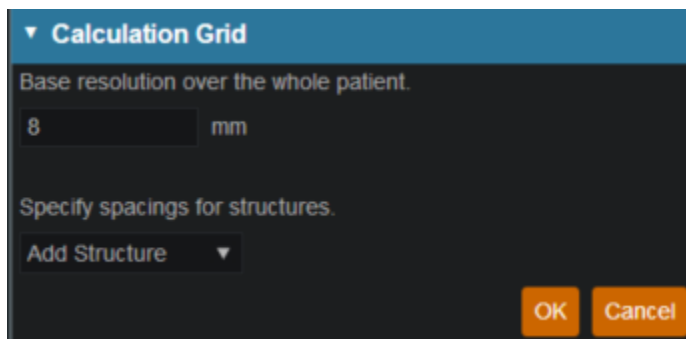 Calculation Grid
Base resolution over the whole patient.
8 mm
Specify spacings for structures.
Add Structure
OK Cancel